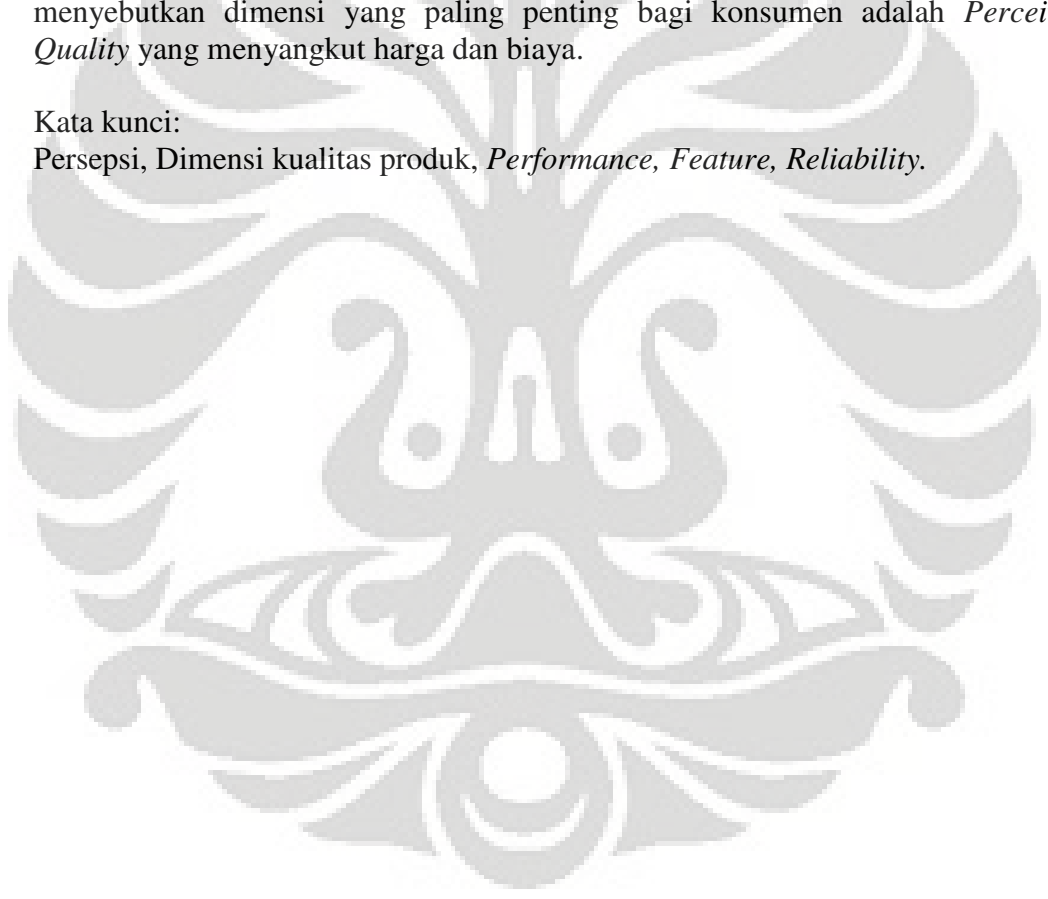 menyebutkan dimensi yang paling penting bagi konsumen adalah Percei
Quality yang menyangkut harga dan biaya.
Kata kunci:
Persepsi, Dimensi kualitas produk, Performance, Feature, Reliability.